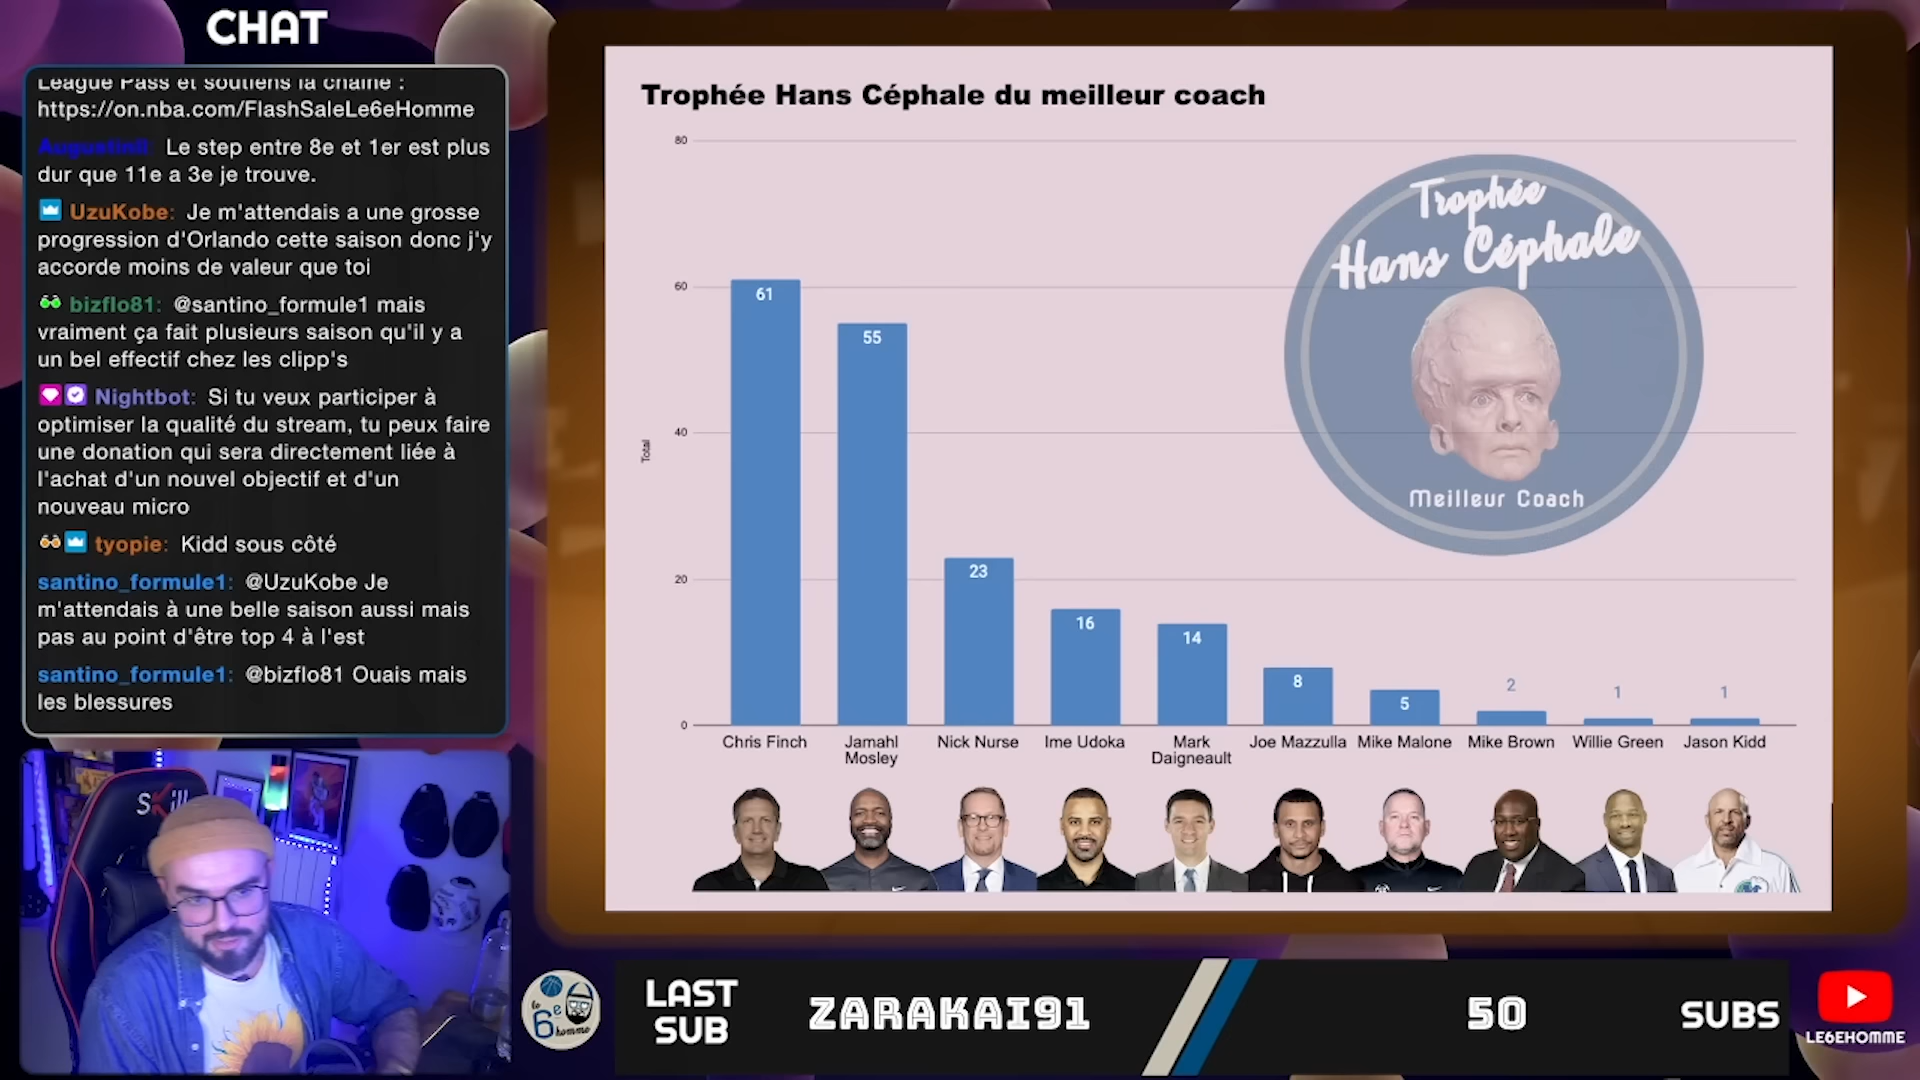 CHAT
League Pass et soutiens la chaîne :
https://on.nba.com/FlashSaleLe6eHomme
Le step entre 8e et 1er est plus
dur que 11e a 3e je trouve.
UzuKobe: Je m'attendais a une grosse
progression d'Orlando cette saison donc j'y
accorde moins de valeur que toi
bizflo81: @santino_formule1 mais
vraiment ça fait plusieurs saison qu'il y a
un bel effectif chez les clipp's
Nightbot: Si tu veux participer à
optimiser la qualité du stream, tu peux faire
une donation qui sera directement liée à
l'achat d'un nouvel objectif et d'un
nouveau micro
tyopie: Kidd sous côté
santino_formule1: @UzuKobe Je
m'attendais à une belle saison aussi mais
pas au point d'être top 4 à l'est
santino_formule1: @bizflo81 Ouais mais
les blessures
Trophée Hans Céphale du meilleur coach
80
60
40
20
0
Total
61
55
23
16
14
8
5
2
1
1
Chris Finch
Jamahl
Mosley
Nick Nurse
Ime Udoka
Mark
Daigneault
Joe Mazzulla
Mike Malone
Mike Brown
Willie Green
Jason Kidd
Trophée
Hans Céphale
Meilleur Coach
le
6e
homme
LAST
SUB
ZARAKAI91
50
SUBS
LE6EHOMME